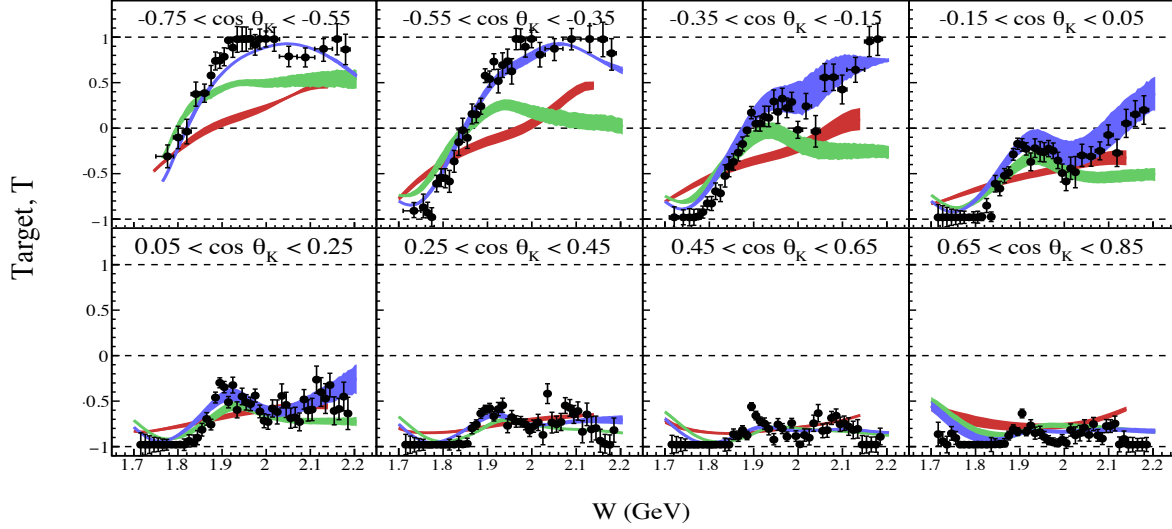 -0.75 < cos θK < -0.55
-0.55 < cos θK < -0.35
-0.35 < cos θK < -0.15
-0.15 < cos θK < 0.05
1
0.5
0
-0.5
-1
Target, T
0.05 < cos θK < 0.25
0.25 < cos θK < 0.45
0.45 < cos θK < 0.65
0.65 < cos θK < 0.85
1
0.5
0
-0.5
-1
1.7 1.8 1.9 2 2.1 2.2 1.7 1.8 1.9 2 2.1 2.2 1.7 1.8 1.9 2 2.1 2.2 1.7 1.8 1.9 2 2.1 2.2
W (GeV)